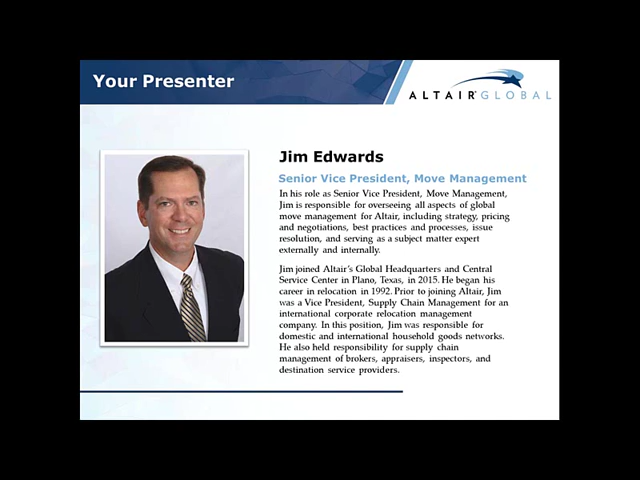 Your Presenter
ALTAIR GLOBAL
Jim Edwards
Senior Vice President, Move Management
In his role as Senior Vice President, Move Management,
Jim is responsible for overseeing all aspects of global
move management for Altair, including strategy, pricing
and negotiations, best practices and processes, issue
resolution, and serving as a subject matter expert
externally and internally.
Jim joined Altair's Global Headquarters and Central
Service Center in Plano, Texas, in 2015. He began his
career in relocation in 1992. Prior to joining Altair, Jim
was a Vice President, Supply Chain Management for an
international corporate relocation management
company. In this position, Jim was responsible for
domestic and international household goods networks.
He also held responsibility for supply chain
management of brokers, appraisers, inspectors, and
destination service providers.